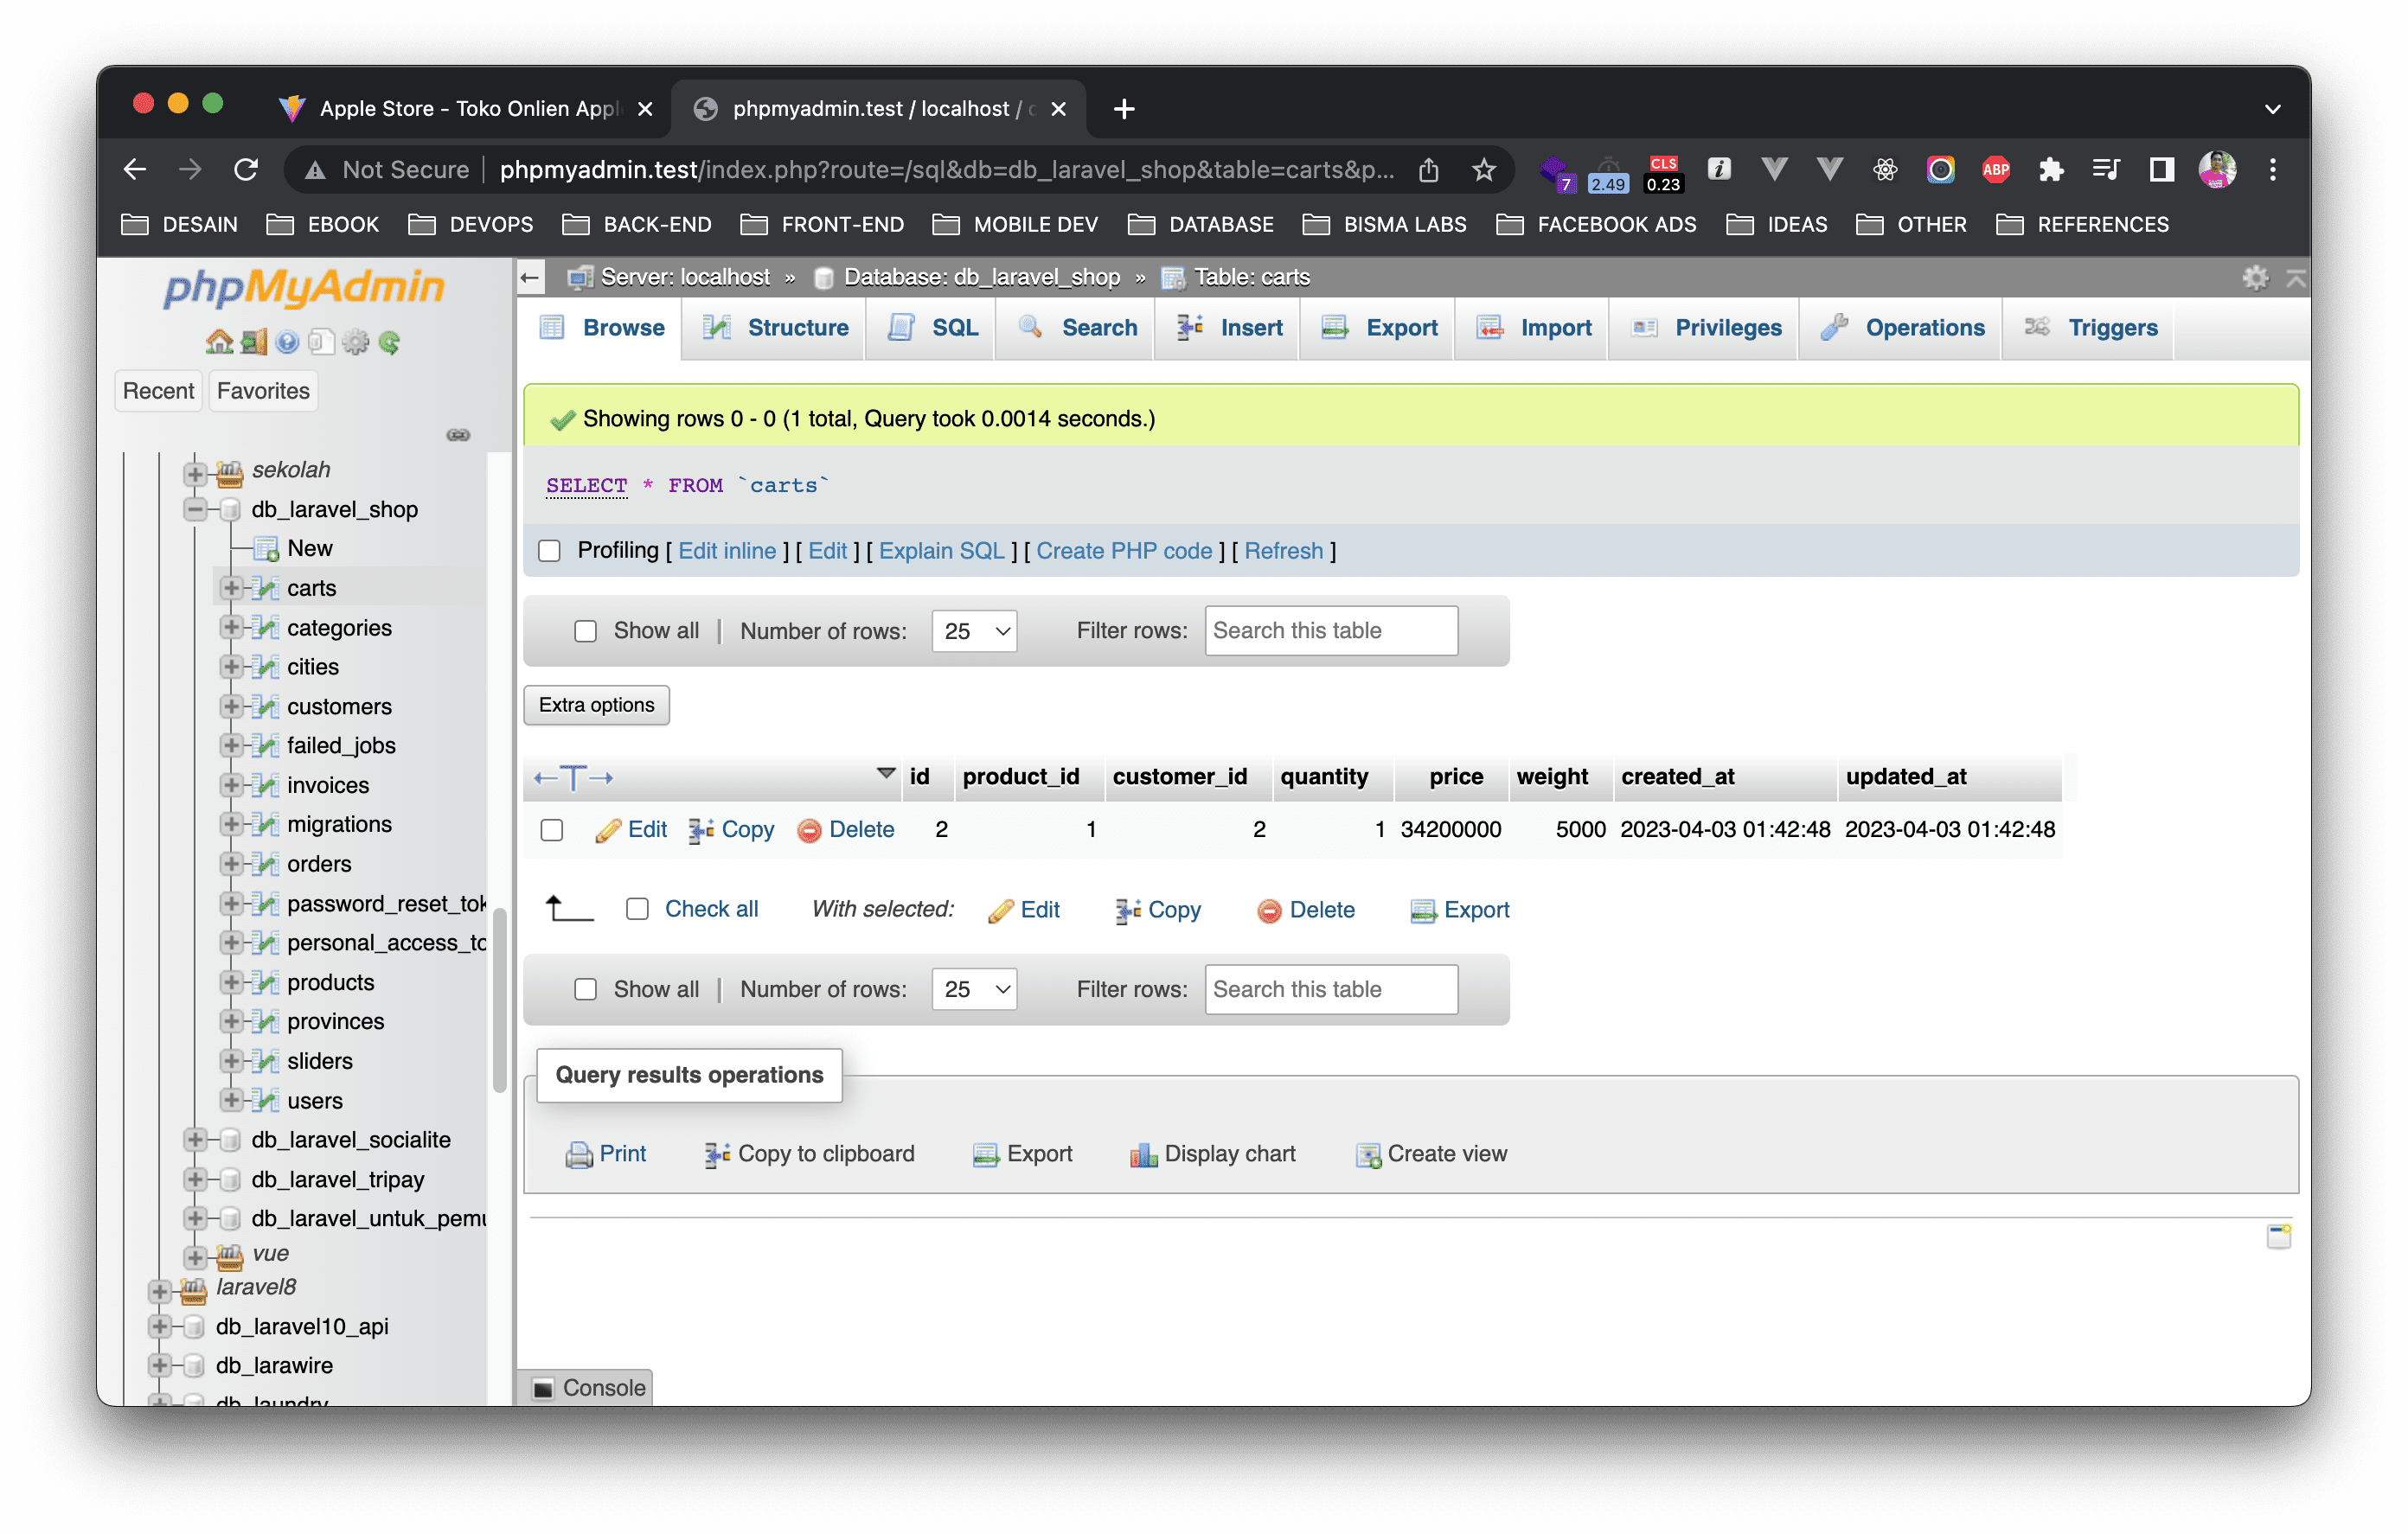 Apple Store - Toko Onlien Appl
phpmyadmin.test / localhost /
Not Secure
phpmyadmin.test/index.php?route=/sql&db=db_laravel_shop&table=carts&p...
7
2.49
CLS
0.23
ABP
DESAIN
EBOOK
DEVOPS
BACK-END
FRONT-END
MOBILE DEV
DATABASE
BISMA LABS
FACEBOOK ADS
IDEAS
OTHER
REFERENCES
phpMyAdmin
Recent
Favorites
sekolah
db_laravel_shop
New
carts
categories
cities
customers
failed_jobs
invoices
migrations
orders
password_reset_tok
personal_access_to
products
provinces
sliders
users
db_laravel_socialite
db_laravel_tripay
db_laravel_untuk_pemu
vue
laravel8
db_laravel10_api
db_larawire
db_laundry
Server: localhost » Database: db_laravel_shop » Table: carts
Browse
Structure
SQL
Search
Insert
Export
Import
Privileges
Operations
Triggers
Showing rows 0 - 0 (1 total, Query took 0.0014 seconds.)
SELECT * FROM `carts`
Profiling [ Edit inline ] [ Edit ] [ Explain SQL ] [ Create PHP code ] [ Refresh ]
Show all | Number of rows: 25 Filter rows: Search this table
Extra options
id product_id customer_id quantity price weight created_at updated_at
Edit Copy Delete 2 1 2 1 34200000 5000 2023-04-03 01:42:48 2023-04-03 01:42:48
Check all With selected: Edit Copy Delete Export
Show all | Number of rows: 25 Filter rows: Search this table
Query results operations
Print Copy to clipboard Export Display chart Create view
Console